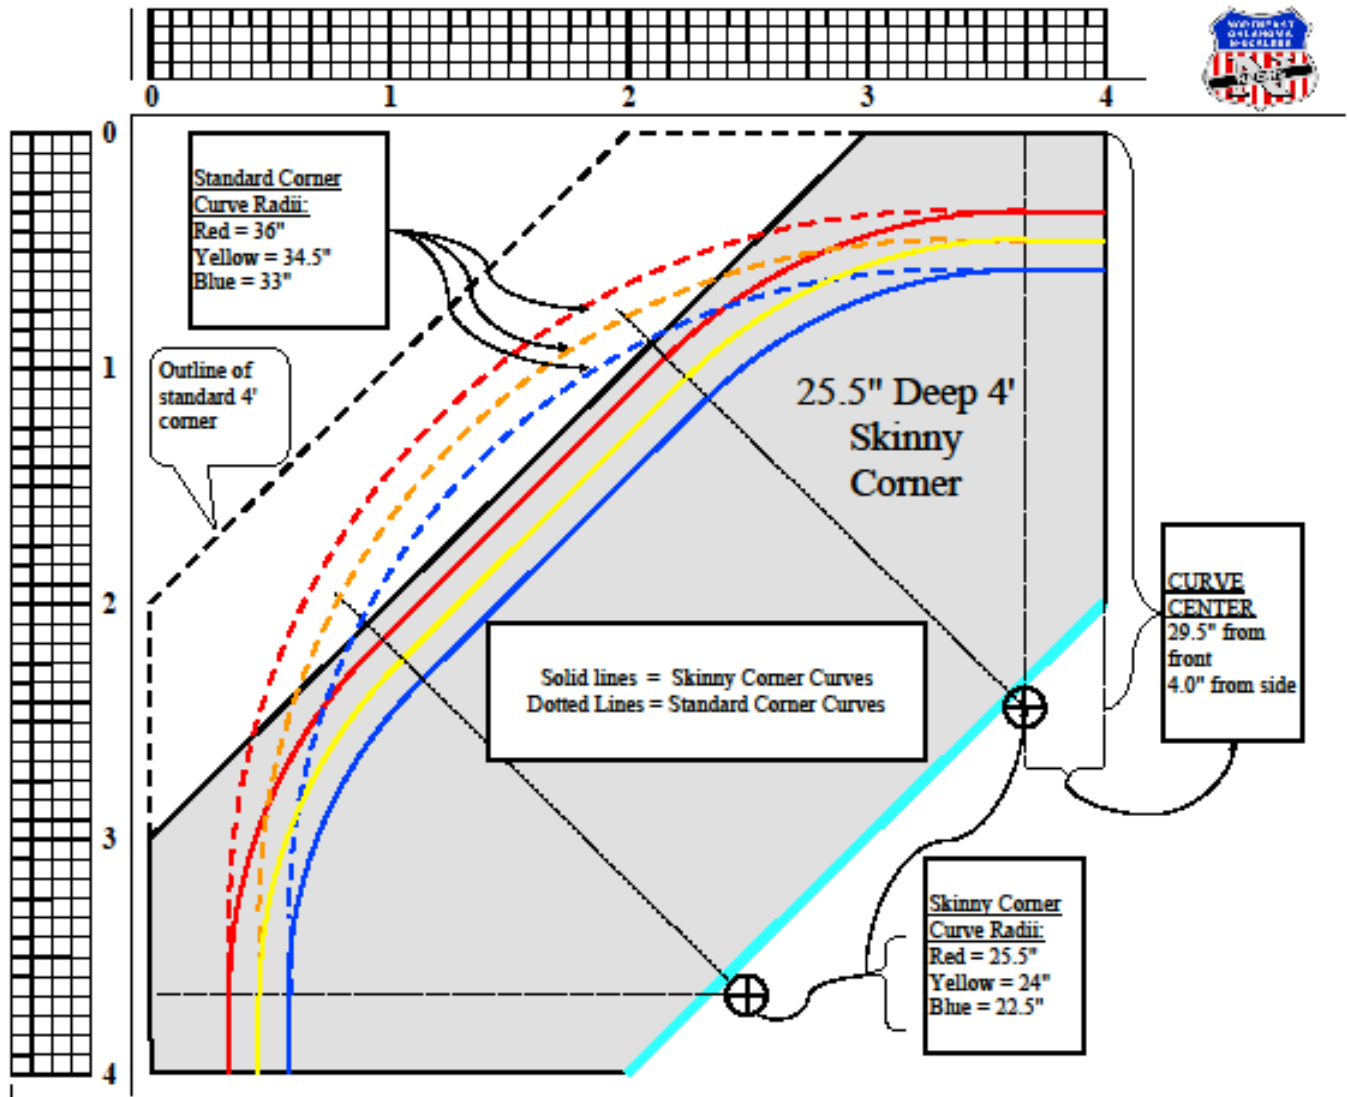 NORTHEAST
OKLAHOMA
N-SCALERS
0 1 2 3 4
0
1
2
3
4
Standard Corner
Curve Radii:
Red = 36"
Yellow = 34.5"
Blue = 33"
Outline of
standard 4'
corner
25.5" Deep 4'
Skinny
Corner
CURVE
CENTER
29.5" from
front
4.0" from side
Solid lines = Skinny Corner Curves
Dotted Lines = Standard Corner Curves
Skinny Corner
Curve Radii:
Red = 25.5"
Yellow = 24"
Blue = 22.5"